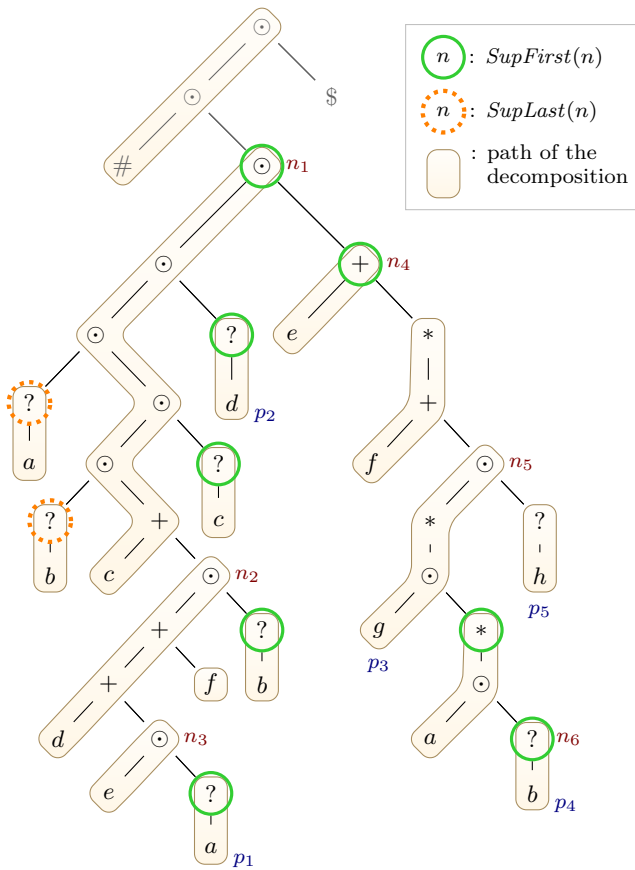 ⊙
n : SupFirst(n)
⊙ $
n : SupLast(n)
# ⊙ n1
: path of the
decomposition
⊙ + n4
⊙ ? e *
? ⊙ d p2 +
a ⊙ ? f ⊙ n5
? + c * ?
b c ⊙ n2 ⊙ h
p5
+ ? g *
p3
⊙
+ f b a
d ⊙ n3 ? n6
e ? b p4
a p1